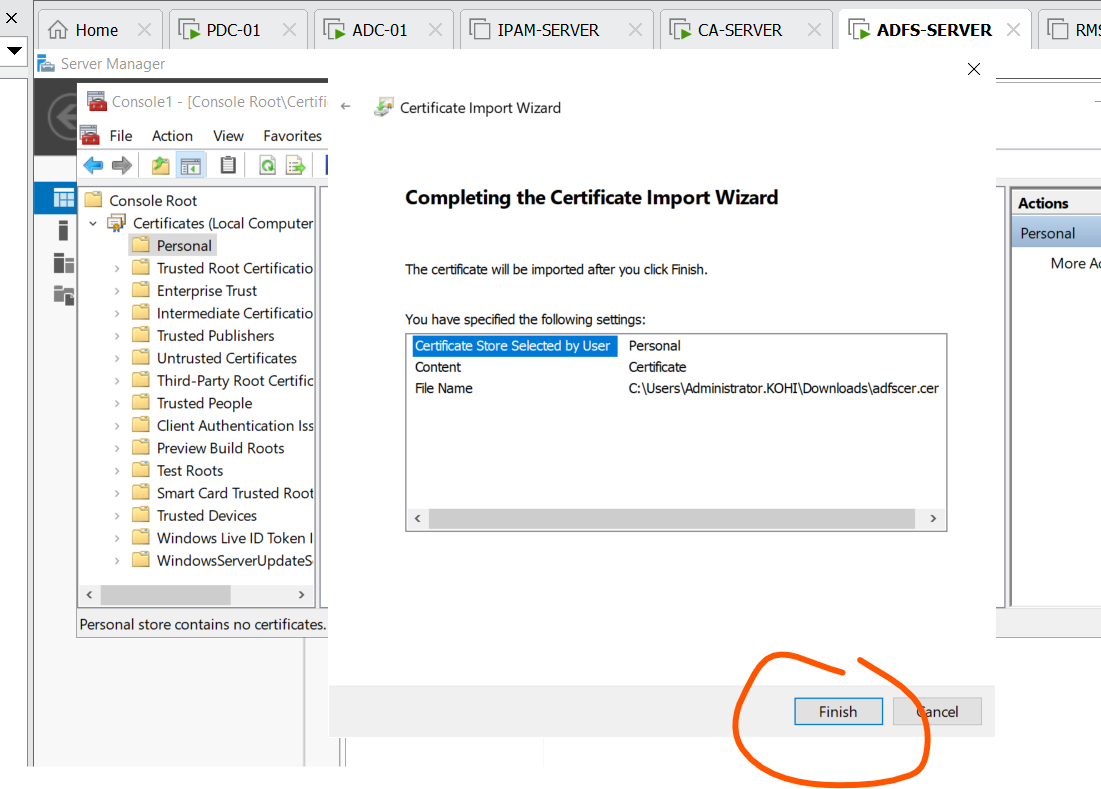 Home
PDC-01
ADC-01
IPAM-SERVER
CA-SERVER
ADFS-SERVER
RMS
Server Manager
Console1 - [Console Root\Certifi
File Action View Favorites
Console Root
Certificates (Local Computer
Personal
Trusted Root Certificatio
Enterprise Trust
Intermediate Certificatio
Trusted Publishers
Untrusted Certificates
Third-Party Root Certific
Trusted People
Client Authentication Iss
Preview Build Roots
Test Roots
Smart Card Trusted Root
Trusted Devices
Windows Live ID Token I
WindowsServerUpdateS
Personal store contains no certificates.
Certificate Import Wizard
Completing the Certificate Import Wizard
The certificate will be imported after you click Finish.
You have specified the following settings:
Certificate Store Selected by User Personal
Content Certificate
File Name C:\Users\Administrator.KOHI\Downloads\adfscer.cer
Finish
Cancel
Actions
Personal
More Ac